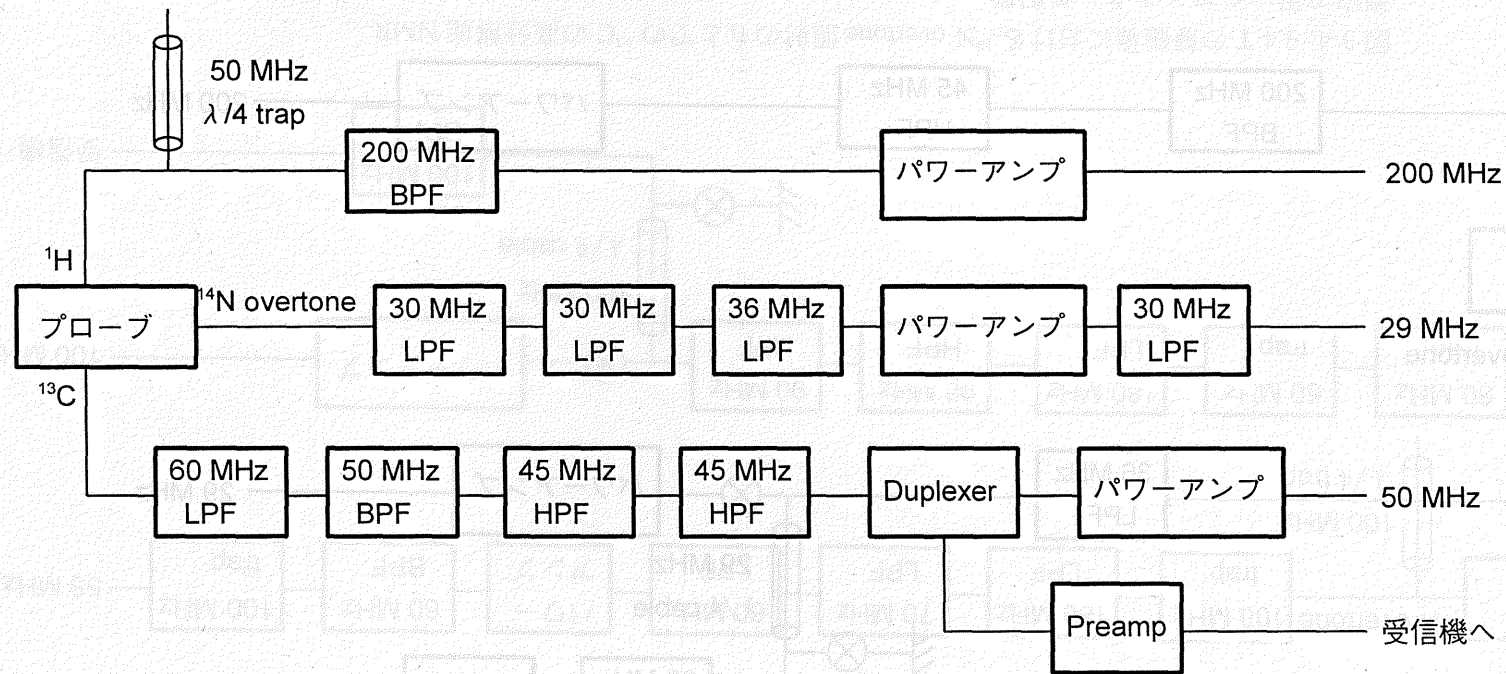 50 MHz
λ/4 trap
200 MHz
BPF
パワーアンプ
200 MHz
¹H
プローブ
¹⁴N overtone
30 MHz
LPF
30 MHz
LPF
36 MHz
LPF
パワーアンプ
30 MHz
LPF
29 MHz
¹³C
60 MHz
LPF
50 MHz
BPF
45 MHz
HPF
45 MHz
HPF
Duplexer
パワーアンプ
50 MHz
Preamp
受信機へ